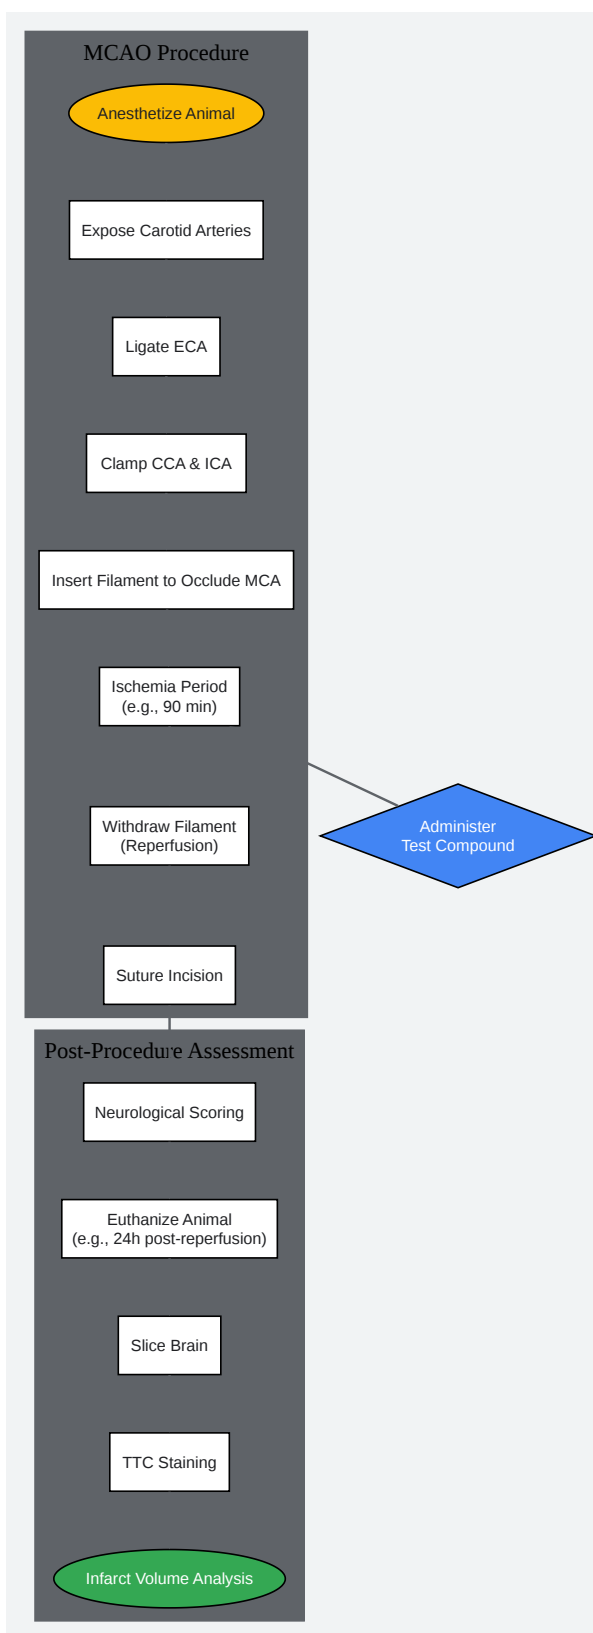 MCAO Procedure
Anesthetize Animal
Expose Carotid Arteries
Ligate ECA
Clamp CCA & ICA
Insert Filament to Occlude MCA
Ischemia Period
(e.g., 90 min)
Administer
Test Compound
Withdraw Filament
(Reperfusion)
Suture Incision
Post-Procedure Assessment
Neurological Scoring
Euthanize Animal
(e.g., 24h post-reperfusion)
Slice Brain
TTC Staining
Infarct Volume Analysis